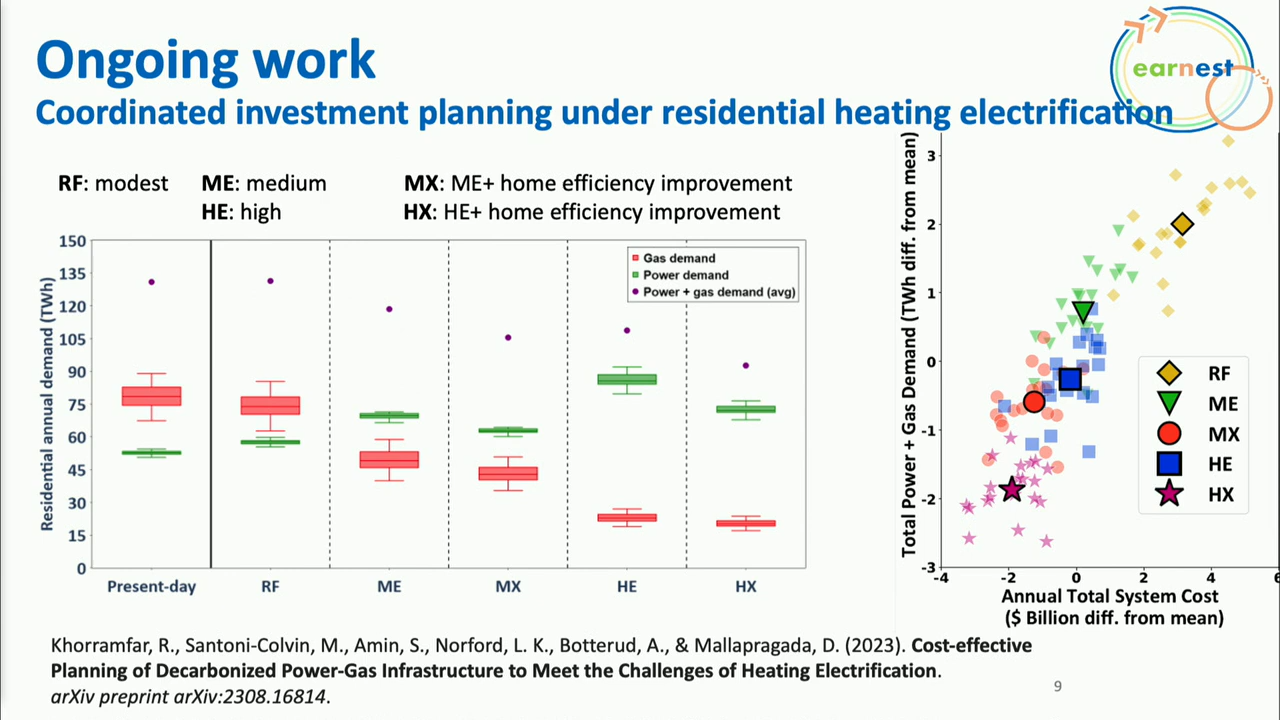 Ongoing work
earnest
Coordinated investment planning under residential heating electrification
RF: modest
ME: medium
MX: ME+ home efficiency improvement
HE: high
HX: HE+ home efficiency improvement
Residential annual demand (TWh)
150
135
120
105
90
75
60
45
30
15
0
Gas demand
Power demand
Power + gas demand (avg)
Present-day
RF
ME
MX
HE
HX
Total Power + Gas Demand (TWh diff. from mean)
3
2
1
0
-1
-2
-3
RF
ME
MX
HE
HX
-4
-2
0
2
4
6
Annual Total System Cost
($ Billion diff. from mean)
Khorramfar, R., Santoni-Colvin, M., Amin, S., Norford, L. K., Botterud, A., & Mallapragada, D. (2023). Cost-effective
Planning of Decarbonized Power-Gas Infrastructure to Meet the Challenges of Heating Electrification.
arXiv preprint arXiv:2308.16814.
9